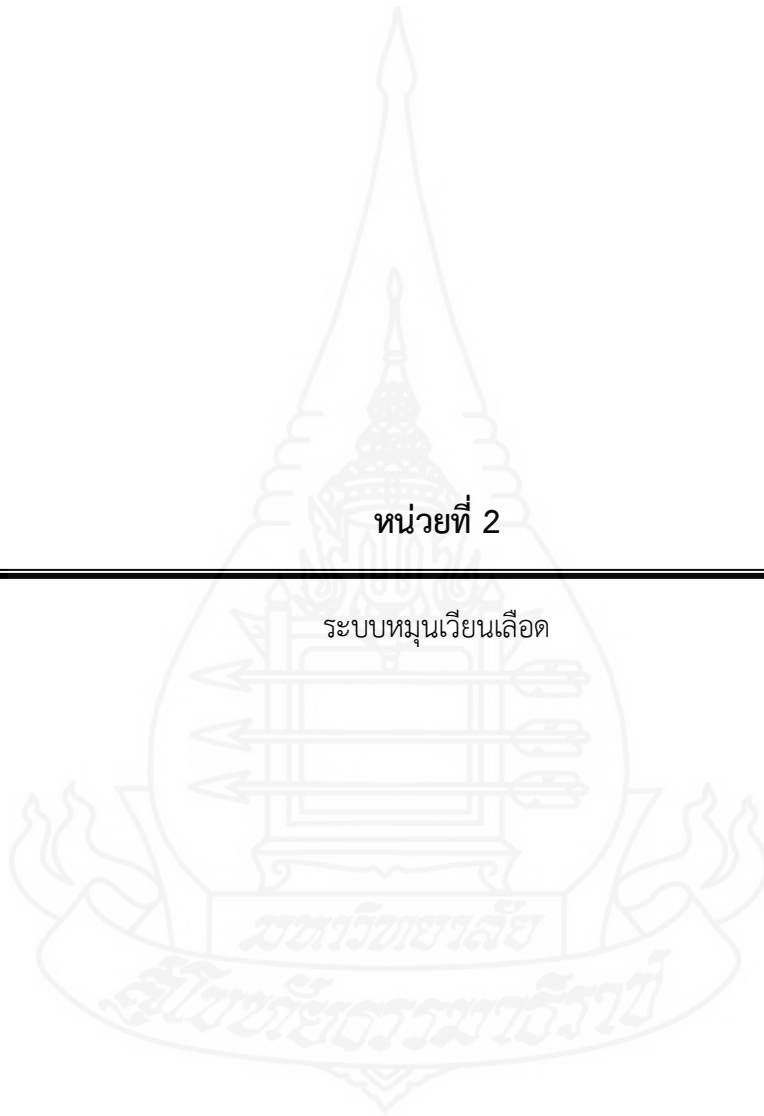 หน่วยที่ 2
ระบบหมุนเวียนเลือด
มหาวิทยาลัย
สุโขทัยธรรมาธิราช